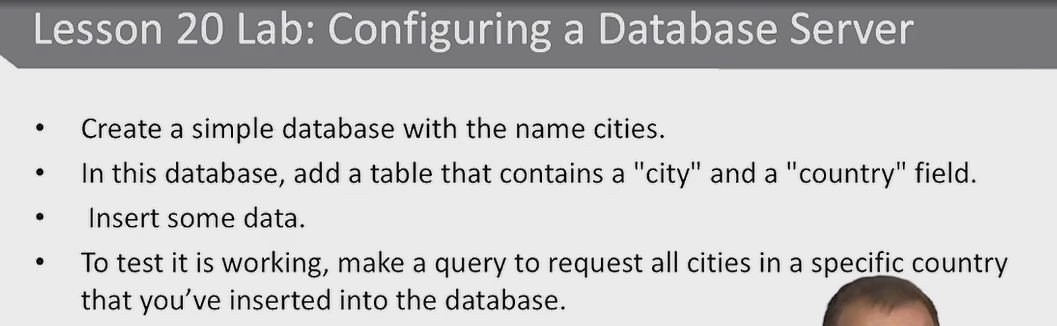 Lesson 20 Lab: Configuring a Database Server
• Create a simple database with the name cities.
• In this database, add a table that contains a "city" and a "country" field.
• Insert some data.
• To test it is working, make a query to request all cities in a specific country
that you’ve inserted into the database.